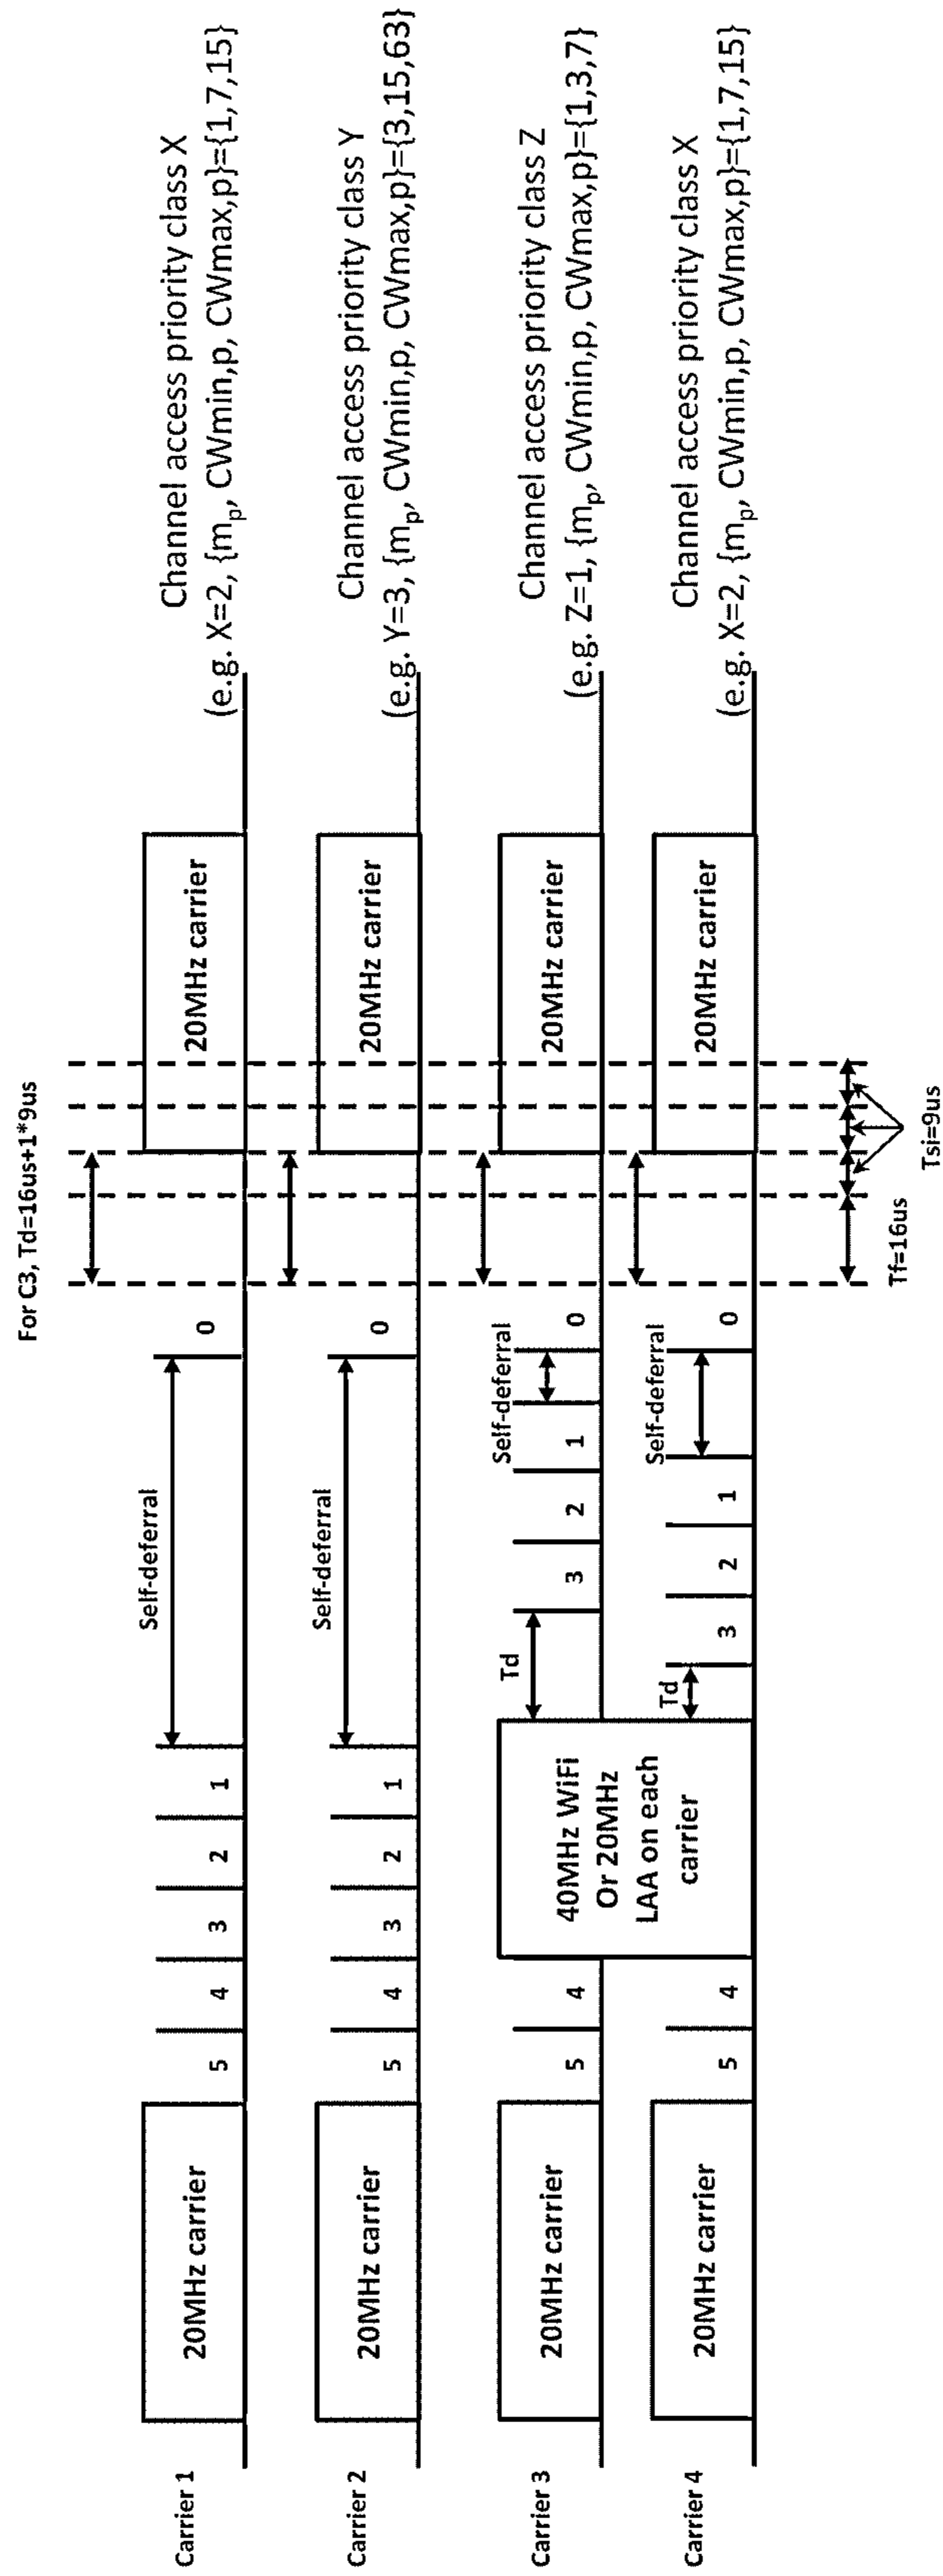 For C3, Td=16us+1*9us
Carrier 1
20MHz carrier
5
4
3
2
1
Self-deferral
0
20MHz carrier
Channel access priority class X
(e.g. X=2, {mp, CWmin,p, CWmax,p}={1,7,15}
Carrier 2
20MHz carrier
5
4
3
2
1
Self-deferral
0
20MHz carrier
Channel access priority class Y
(e.g. Y=3, {mp, CWmin,p, CWmax,p}={3,15,63}
Carrier 3
20MHz carrier
5
4
40MHz WiFi
Or 20MHz
LAA on each
carrier
Td
3
2
1
Self-deferral
0
20MHz carrier
Channel access priority class Z
(e.g. Z=1, {mp, CWmin,p, CWmax,p}={1,3,7}
Carrier 4
20MHz carrier
5
4
Td
3
2
1
Self-deferral
0
20MHz carrier
Channel access priority class X
(e.g. X=2, {mp, CWmin,p, CWmax,p}={1,7,15}
Tf=16us
Tsi=9us